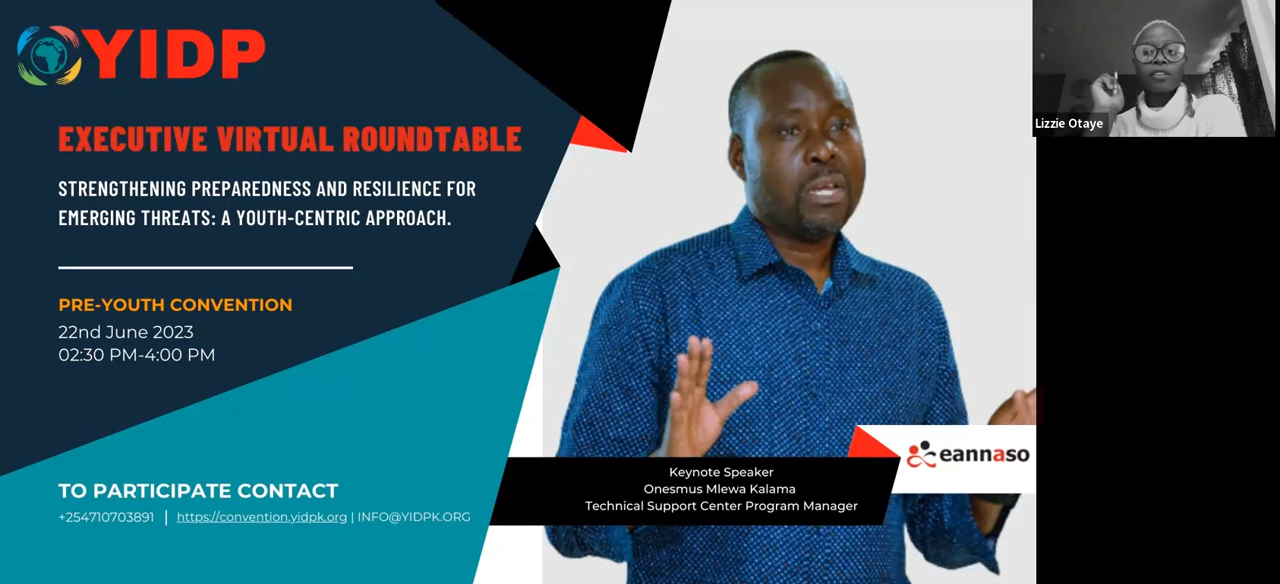 YIDP
EXECUTIVE VIRTUAL ROUNDTABLE
STRENGTHENING PREPAREDNESS AND RESILIENCE FOR
EMERGING THREATS: A YOUTH-CENTRIC APPROACH.
PRE-YOUTH CONVENTION
22nd June 2023
02:30 PM-4:00 PM
TO PARTICIPATE CONTACT
+254710703891 | https://convention.yidpk.org | INFO@YIDPK.ORG
eannaso
Keynote Speaker
Onesmus Mlewa Kalama
Technical Support Center Program Manager
Lizzie Otaye